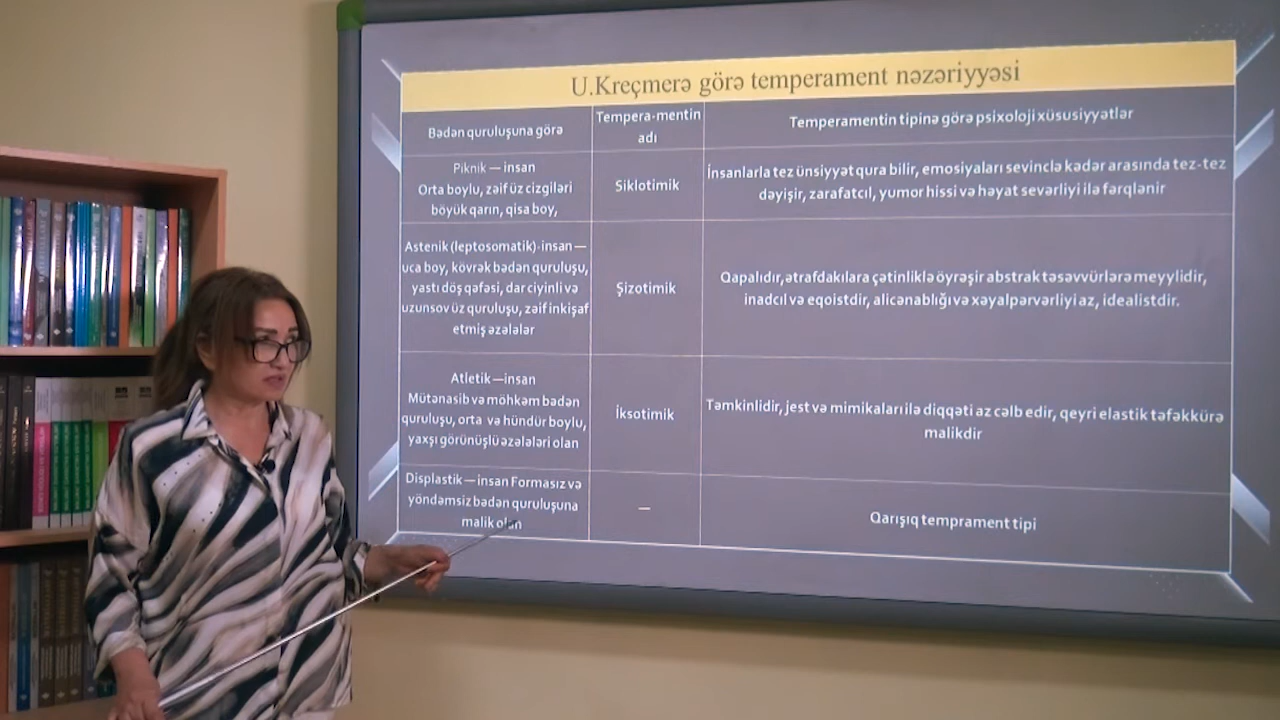 U.Kreçmerə görə temperament nəzəriyyəsi
Bədən quruluşuna görə
Tempera-mentin
adı
Temperamentin tipinə görə psixoloji xüsusiyyətlər
Piknik — insan
Orta boylu, zəif üz cizgiləri
böyük qarın, qisa boy,
Siklotimik
İnsanlarla tez ünsiyyət qura bilir, emosiyaları sevinclə kədər arasında tez-tez
dəyişir, zarafatcıl, yumor hissi və həyat sevərliyi ilə fərqlənir
Astenik (leptosomatik)-insan —
uca boy, kövrək bədən quruluşu,
yastı döş qəfəsi, dar ciyinli və
uzunsov üz quruluşu, zəif inkişaf
etmiş əzələlər
Şizotimik
Qapalıdır,ətrafdakılara çətinliklə öyrəşir abstrak təsəvvürlərə meyylidir,
inadcıl və eqoistdir, alicənablığı və xəyalpərvərliyi az, idealistdir.
Atletik —insan
Mütənasib və möhkəm bədən
quruluşu, orta və hündür boylu,
yaxşı görünüşlü əzələləri olan
İksotimik
Təmkinlidir, jest və mimikaları ilə diqqəti az cəlb edir, qeyri elastik təfəkkürə
malikdir
Displastik — insan Formasız və
yöndəmsiz bədən quruluşuna
malik olan
—
Qarışıq temprament tipi